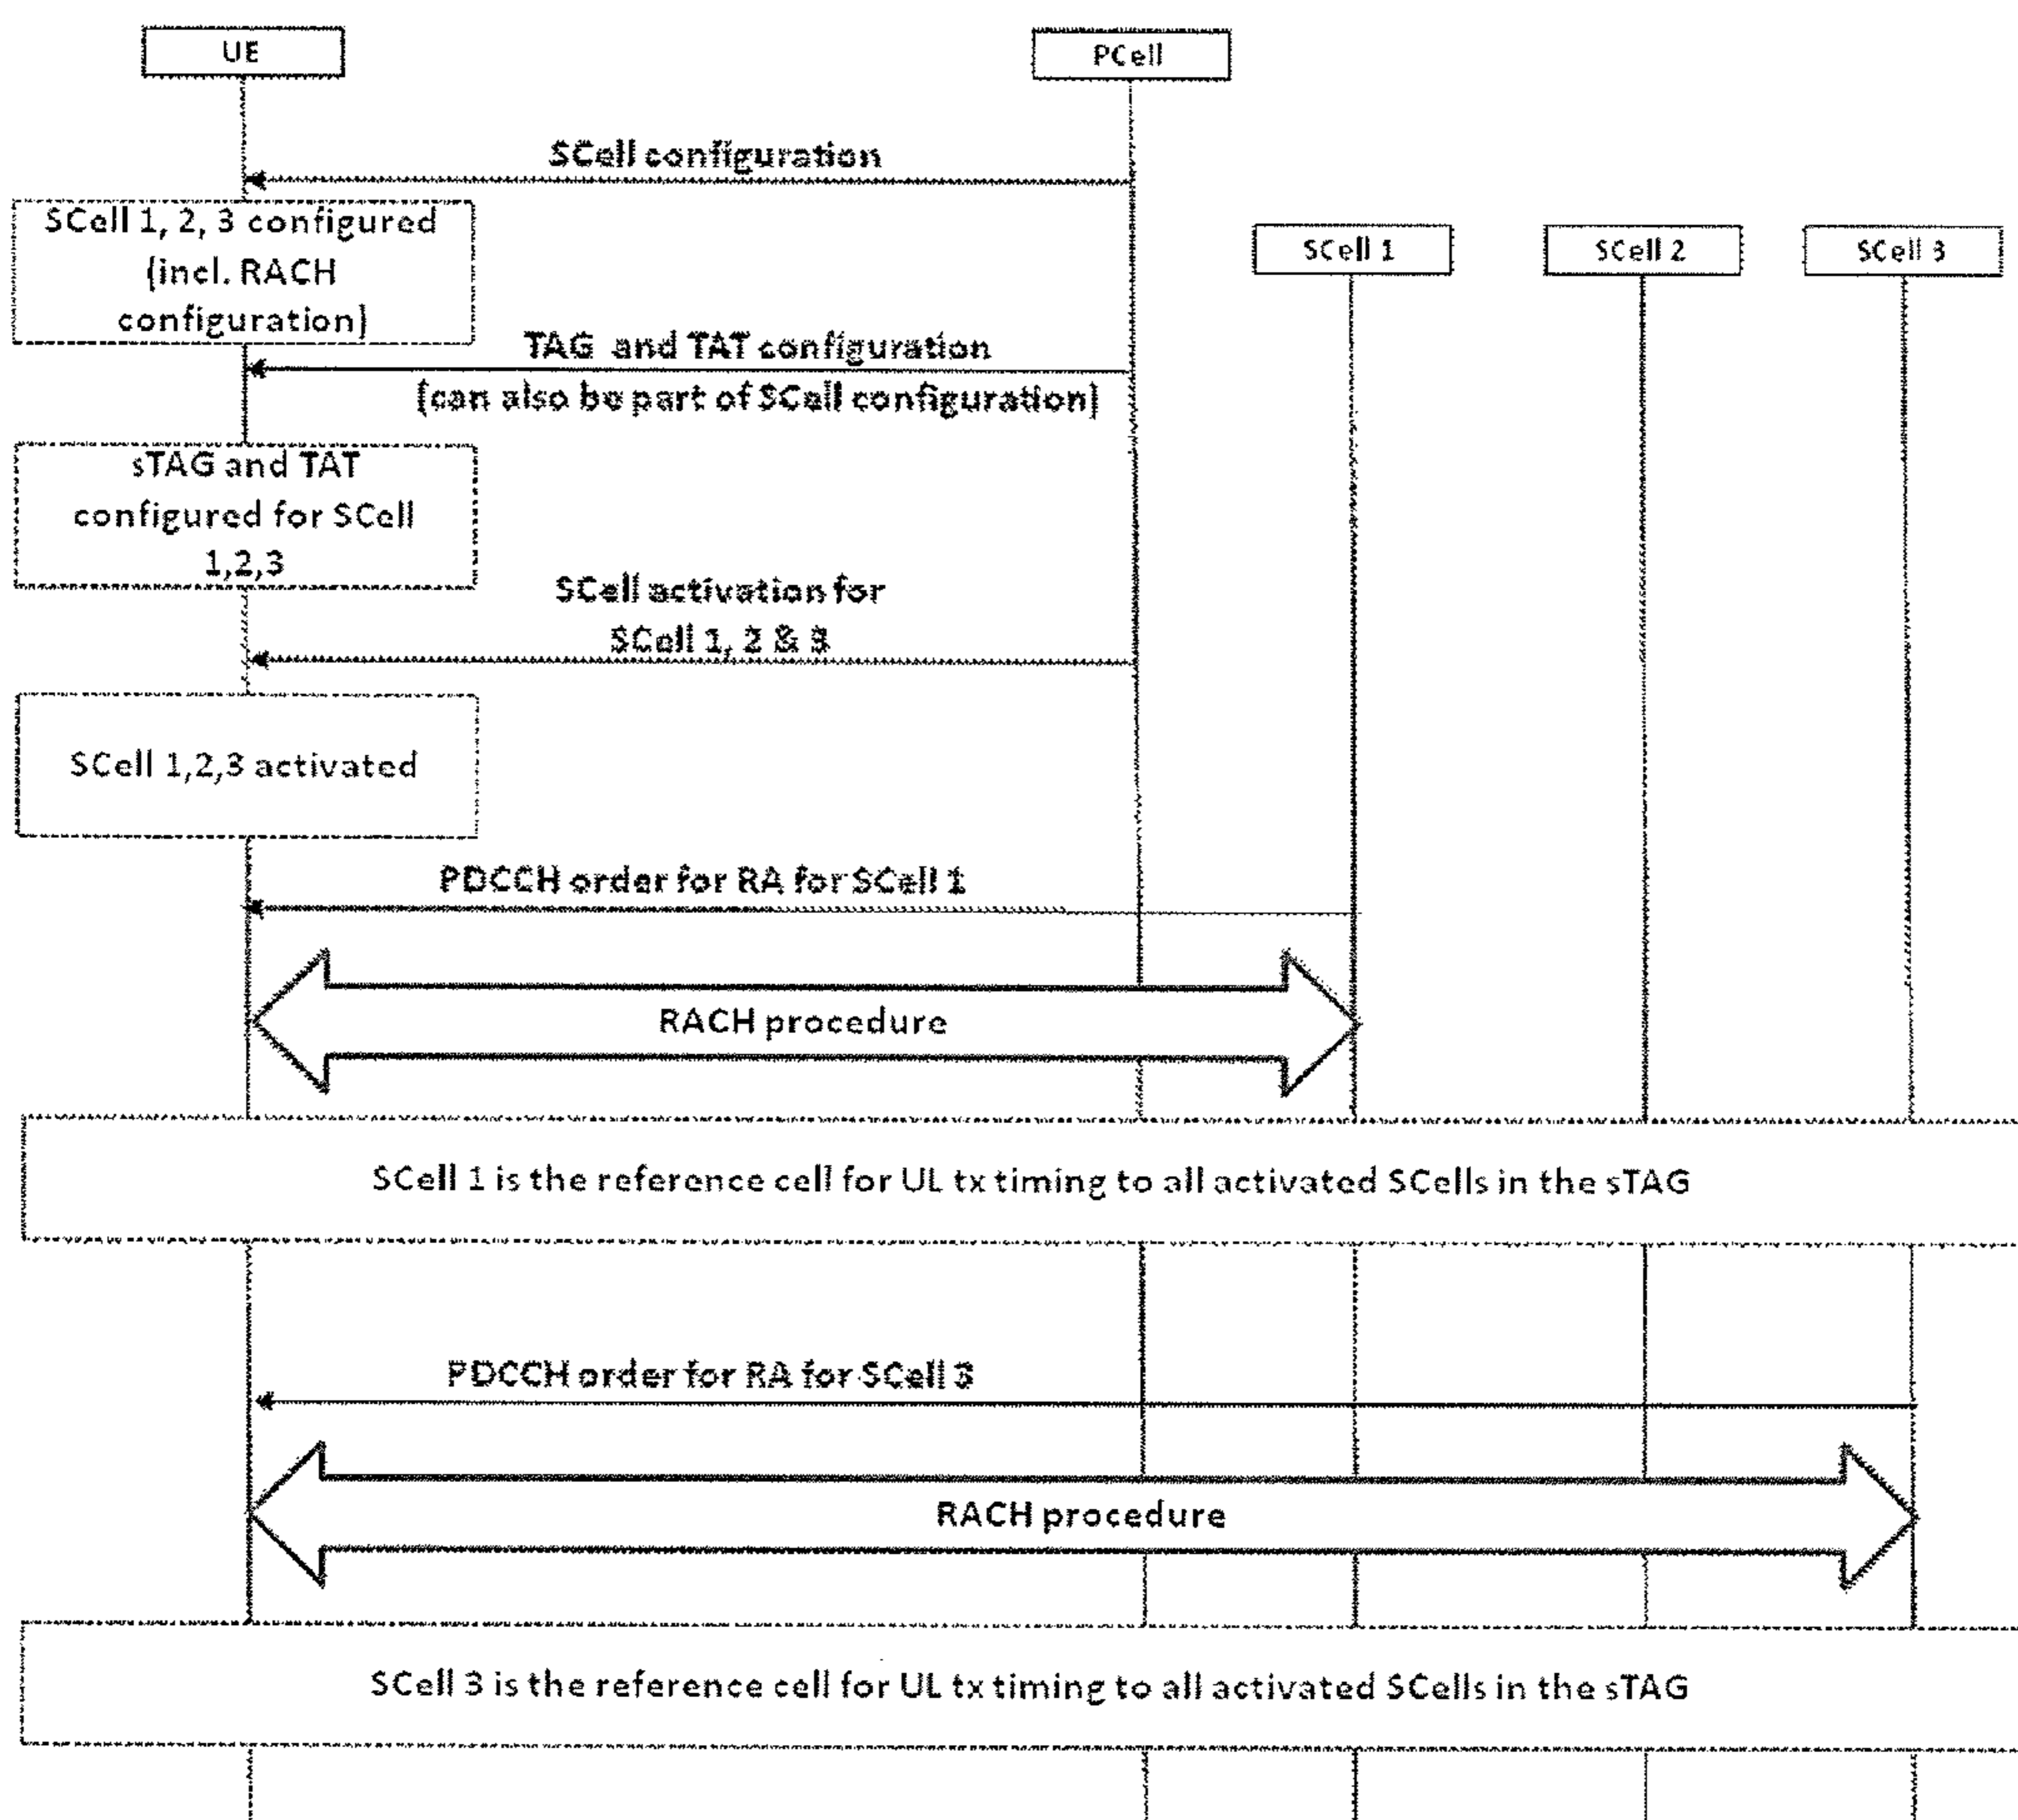 UE
PCell
SCell configuration
SCell 1, 2, 3 configured
(incl. RACH
configuration)
SCell 1
SCell 2
SCell 3
TAG and TAT configuration
(can also be part of SCell configuration)
sTAG and TAT
configured for SCell
1,2,3
SCell activation for
SCell 1, 2 & 3
SCell 1,2,3 activated
PDCCH order for RA for SCell 1
RACH procedure
SCell 1 is the reference cell for UL tx timing to all activated SCells in the sTAG
PDCCH order for RA for SCell 3
RACH procedure
SCell 3 is the reference cell for UL tx timing to all activated SCells in the sTAG